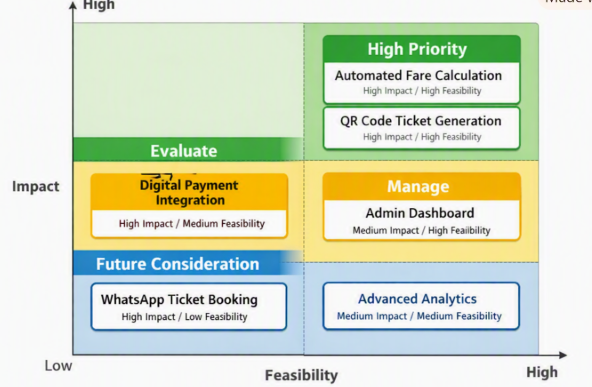 High
Made
High Priority
Automated Fare Calculation
High Impact / High Feasibility
QR Code Ticket Generation
High Impact / High Feasibility
Evaluate
Impact
Digital Payment
Integration
High Impact / Medium Feasibility
Manage
Admin Dashboard
Medium Impact / High Feaiibility
Future Consideration
WhatsApp Ticket Booking
High Impact / Low Feasibility
Advanced Analytics
Medium Impact / Medium Feasibility
Low
Feasibility
High